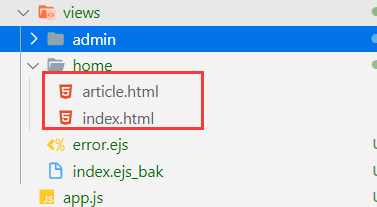 views
admin
home
article.html
index.html
error.ejs
index.ejs_bak
app.js